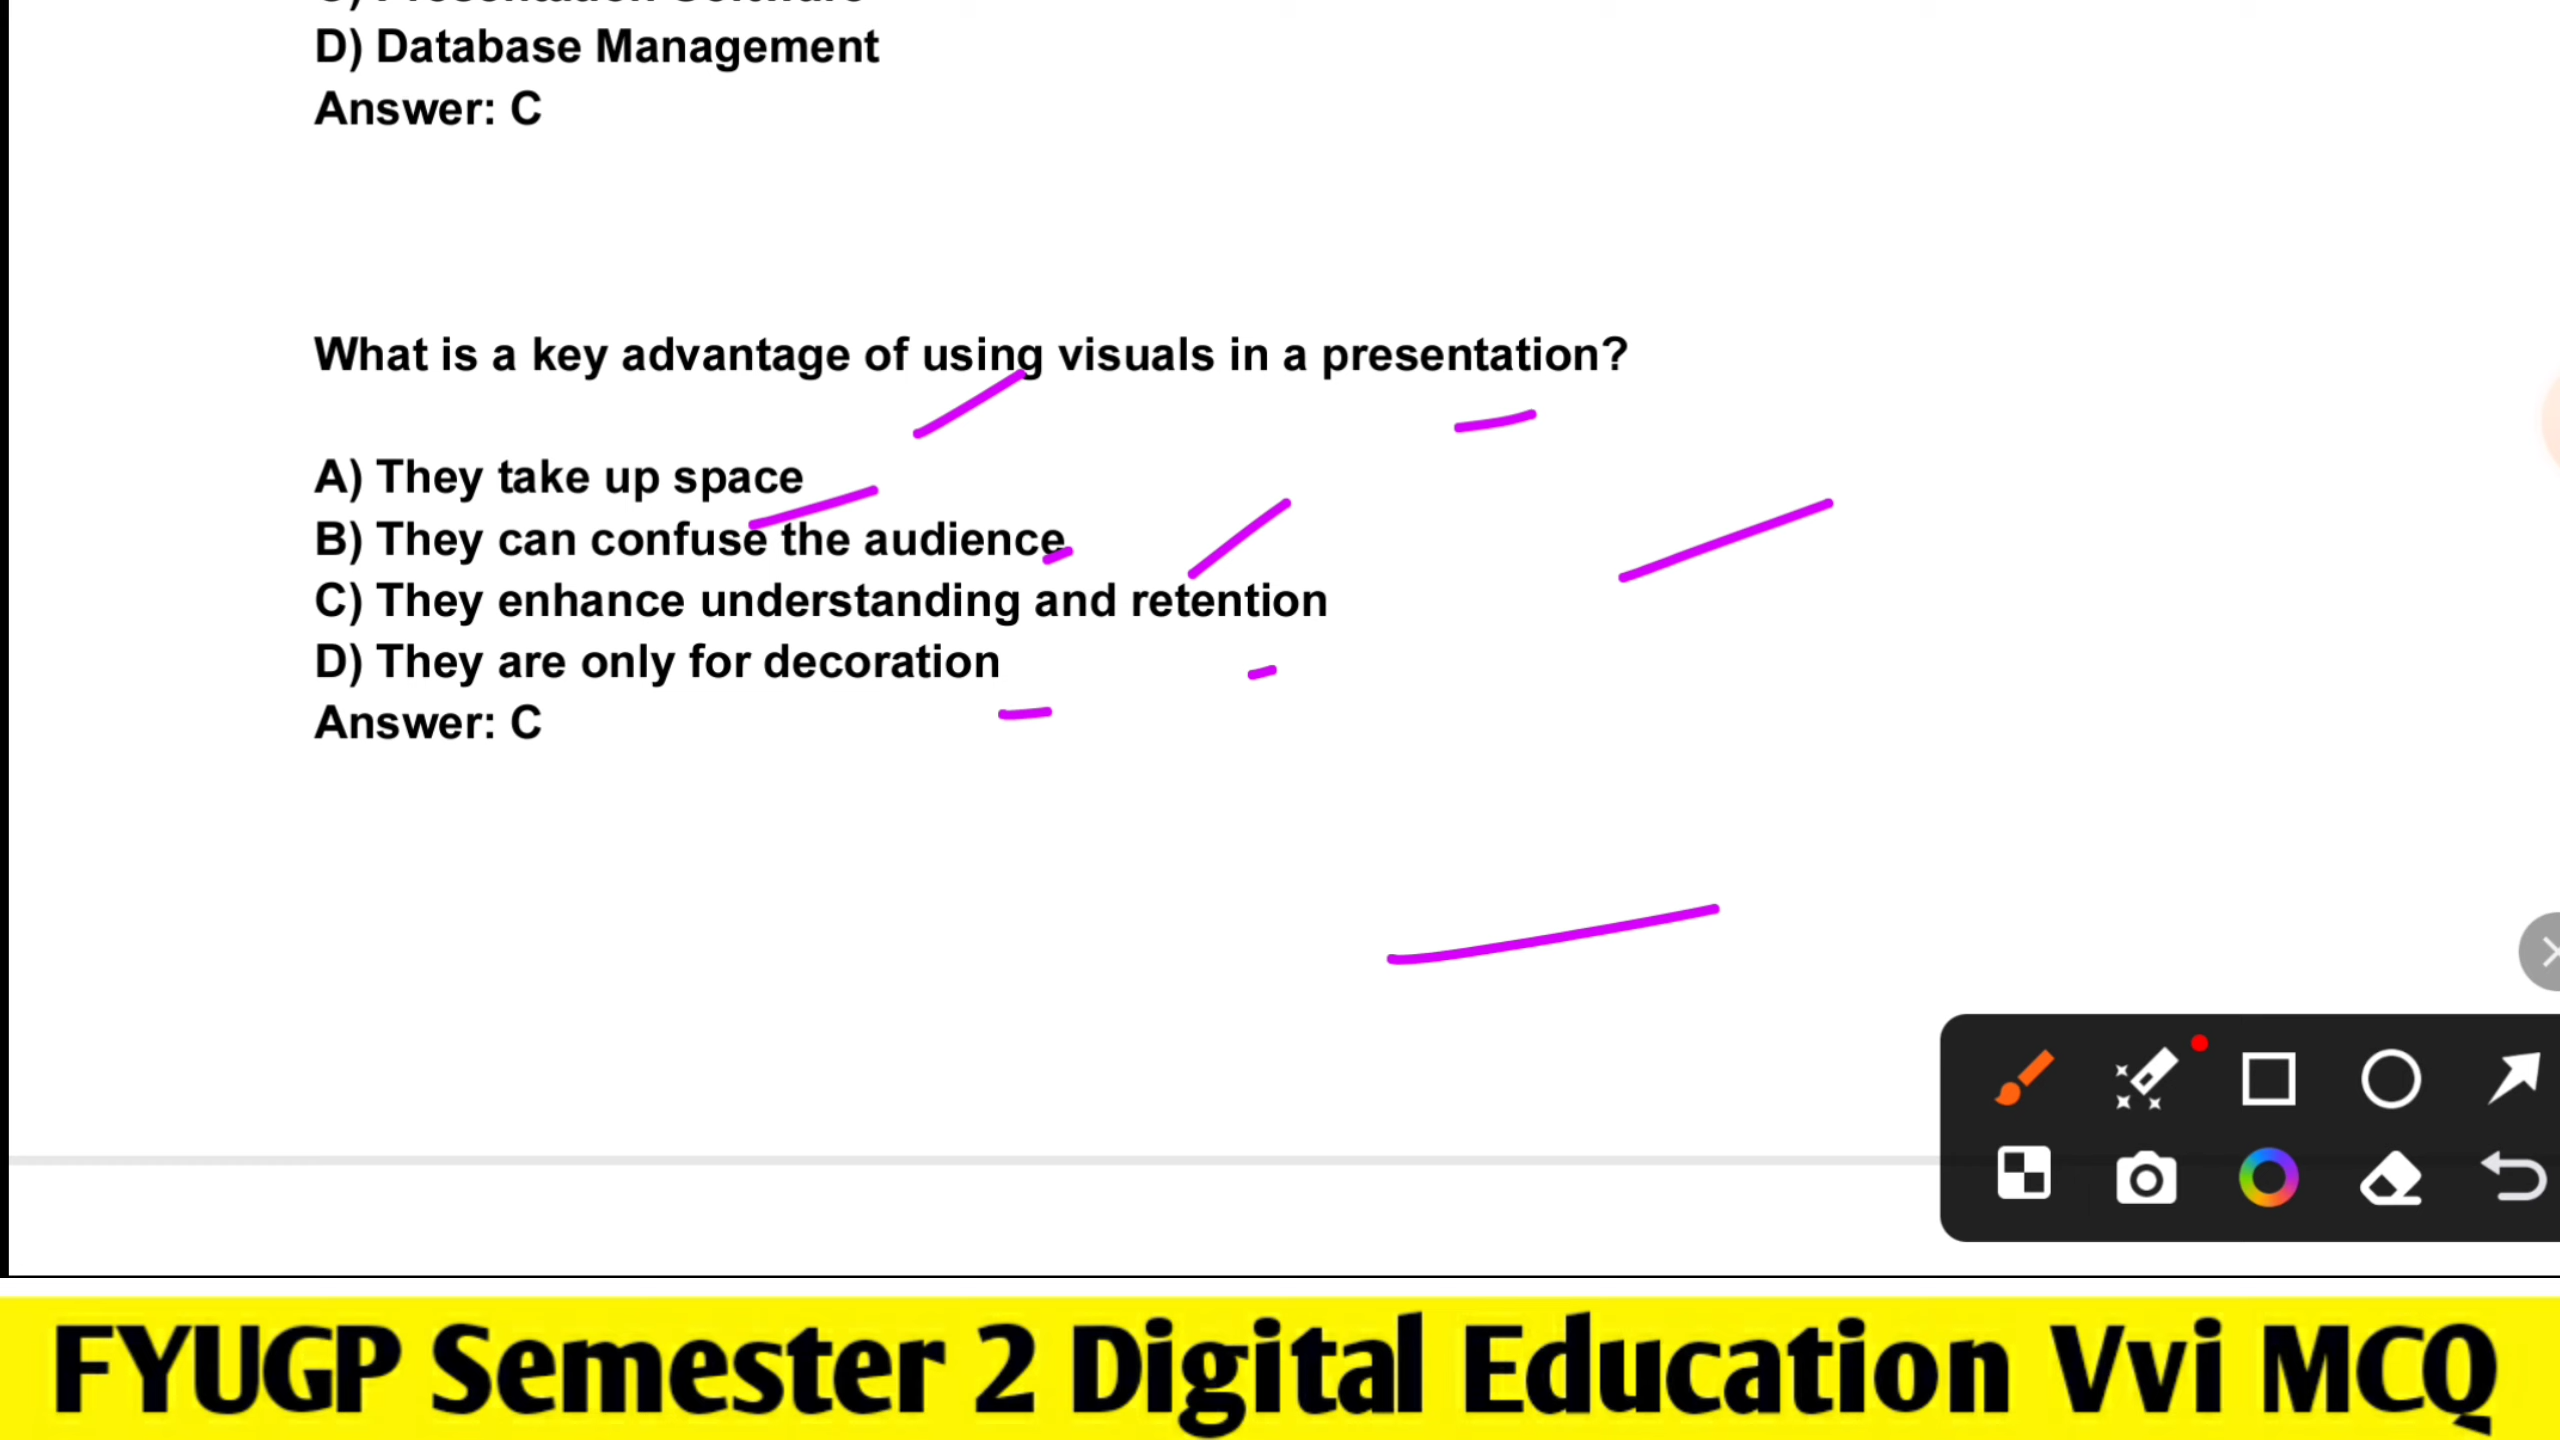 C) Presentation Software
D) Database Management
Answer: C
What is a key advantage of using visuals in a presentation?
A) They take up space
B) They can confuse the audience
C) They enhance understanding and retention
D) They are only for decoration
Answer: C
FYUGP Semester 2 Digital Education Vvi MCQ